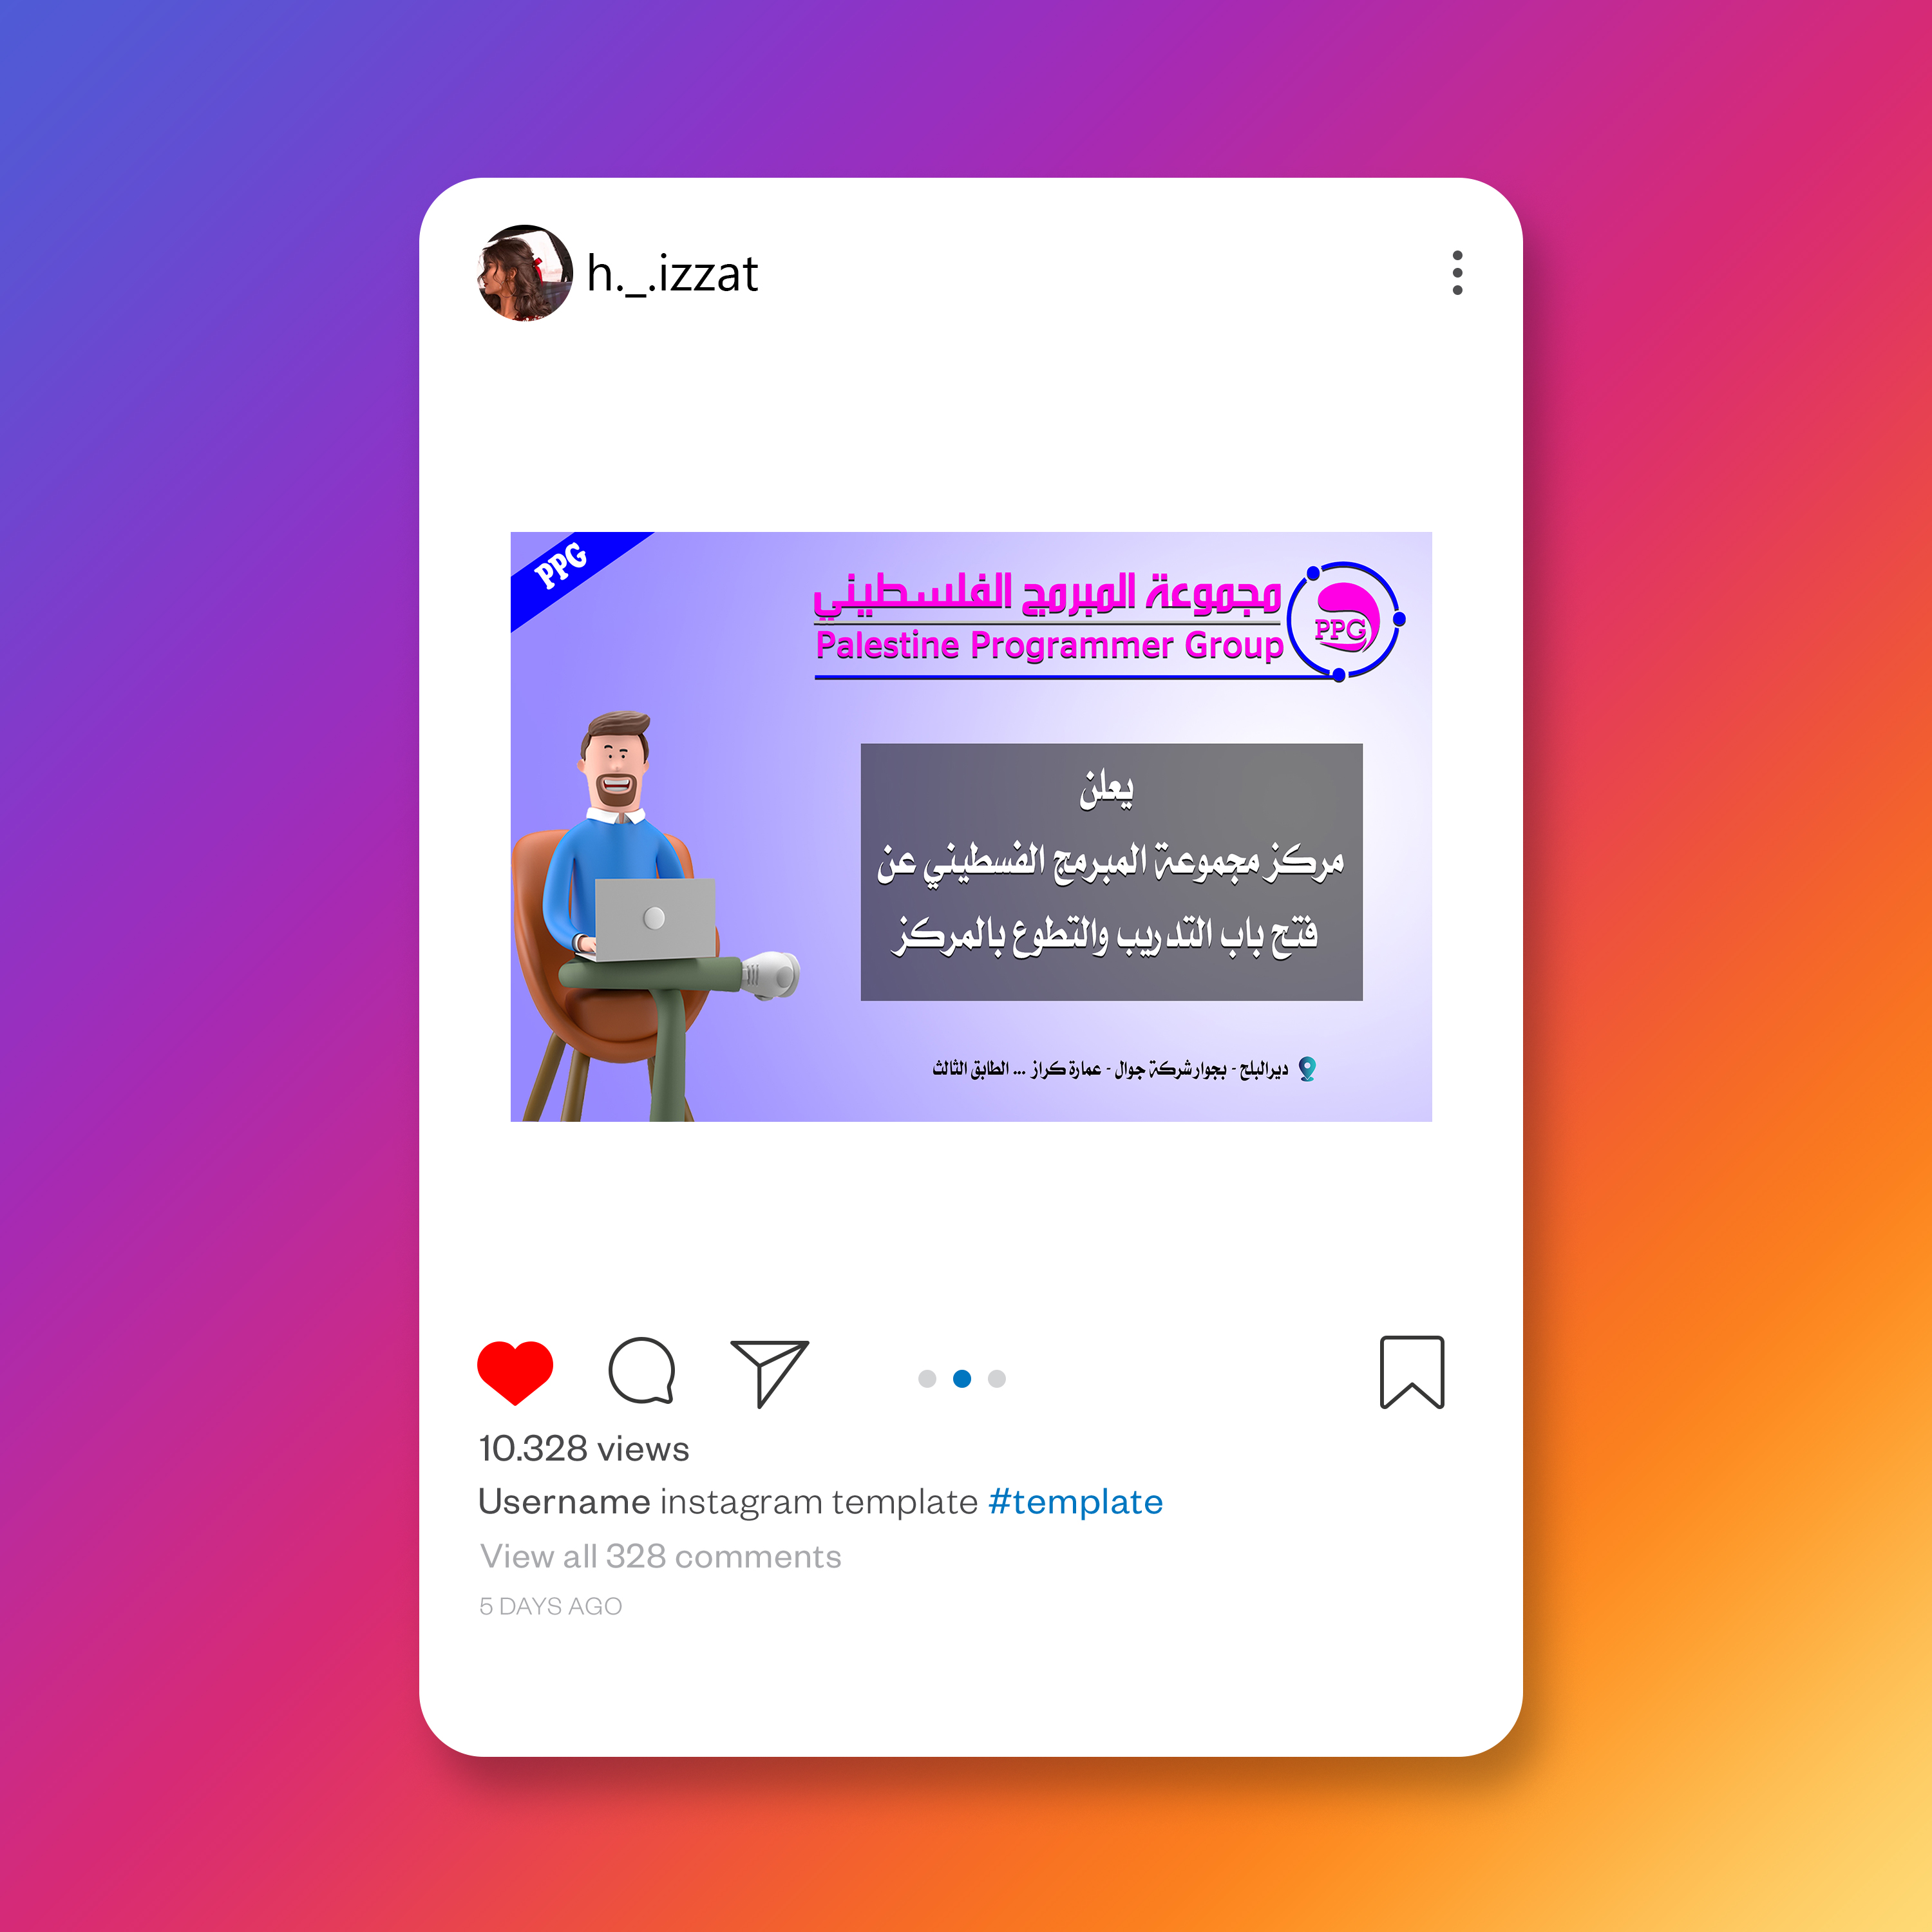 h._.izzat
PPG
مجموعة المبرمج الفلسطيني
Palestine Programmer Group
PPG
يعلن
مركز مجموعة المبرمج الفسطيني عن
فتح باب التدريب والتطوع بالمركز
ديرالبلح - بجوار شركة جوال - عمارة كراز ... الطابق الثالث
10.328 views
Username instagram template #template
View all 328 comments
5 DAYS AGO